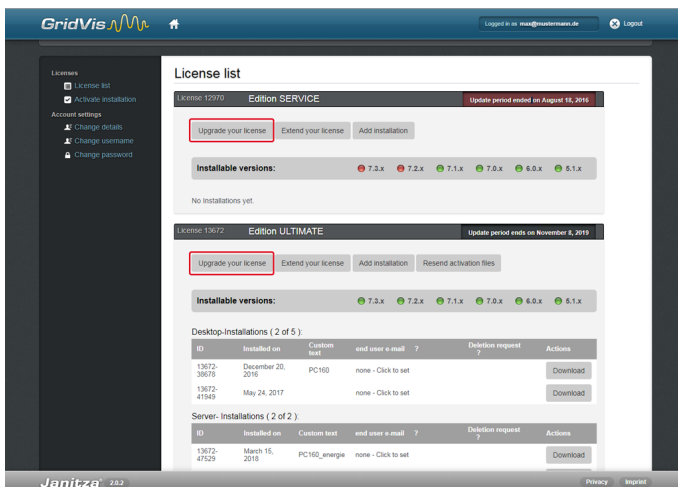 GridVis
Logged in as max@mustermann.de
Logout
Licenses
License list
Activate installation
Account settings
Change details
Change username
Change password
License list
License 12970 Edition SERVICE Update period ended on August 18, 2016
Upgrade your license Extend your license Add installation
Installable versions: 7.3.x 7.2.x 7.1.x 7.0.x 6.0.x 5.1.x
No Installations yet.
License 13672 Edition ULTIMATE Update period ends on November 8, 2019
Upgrade your license Extend your license Add installation Resend activation files
Installable versions: 7.3.x 7.2.x 7.1.x 7.0.x 6.0.x 5.1.x
Desktop-Installations ( 2 of 5 ):
ID Installed on Custom text end user e-mail ? Deletion request ? Actions
13672-38678 December 20, 2016 PC160 none - Click to set Download
13672-41949 May 24, 2017 none - Click to set Download
Server- Installations ( 2 of 2 ):
ID Installed on Custom text end user e-mail ? Deletion request ? Actions
13672-47529 March 15, 2018 PC160_energie none - Click to set Download
Janitza® 2.0.2
Privacy Imprint